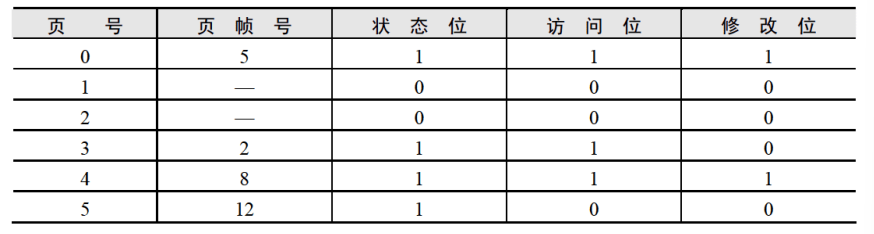 页 号 页 帧 号 状 态 位 访 问 位 修 改 位
0 5 1 1 1
1 — 0 0 0
2 — 0 0 0
3 2 1 1 0
4 8 1 1 1
5 12 1 0 0